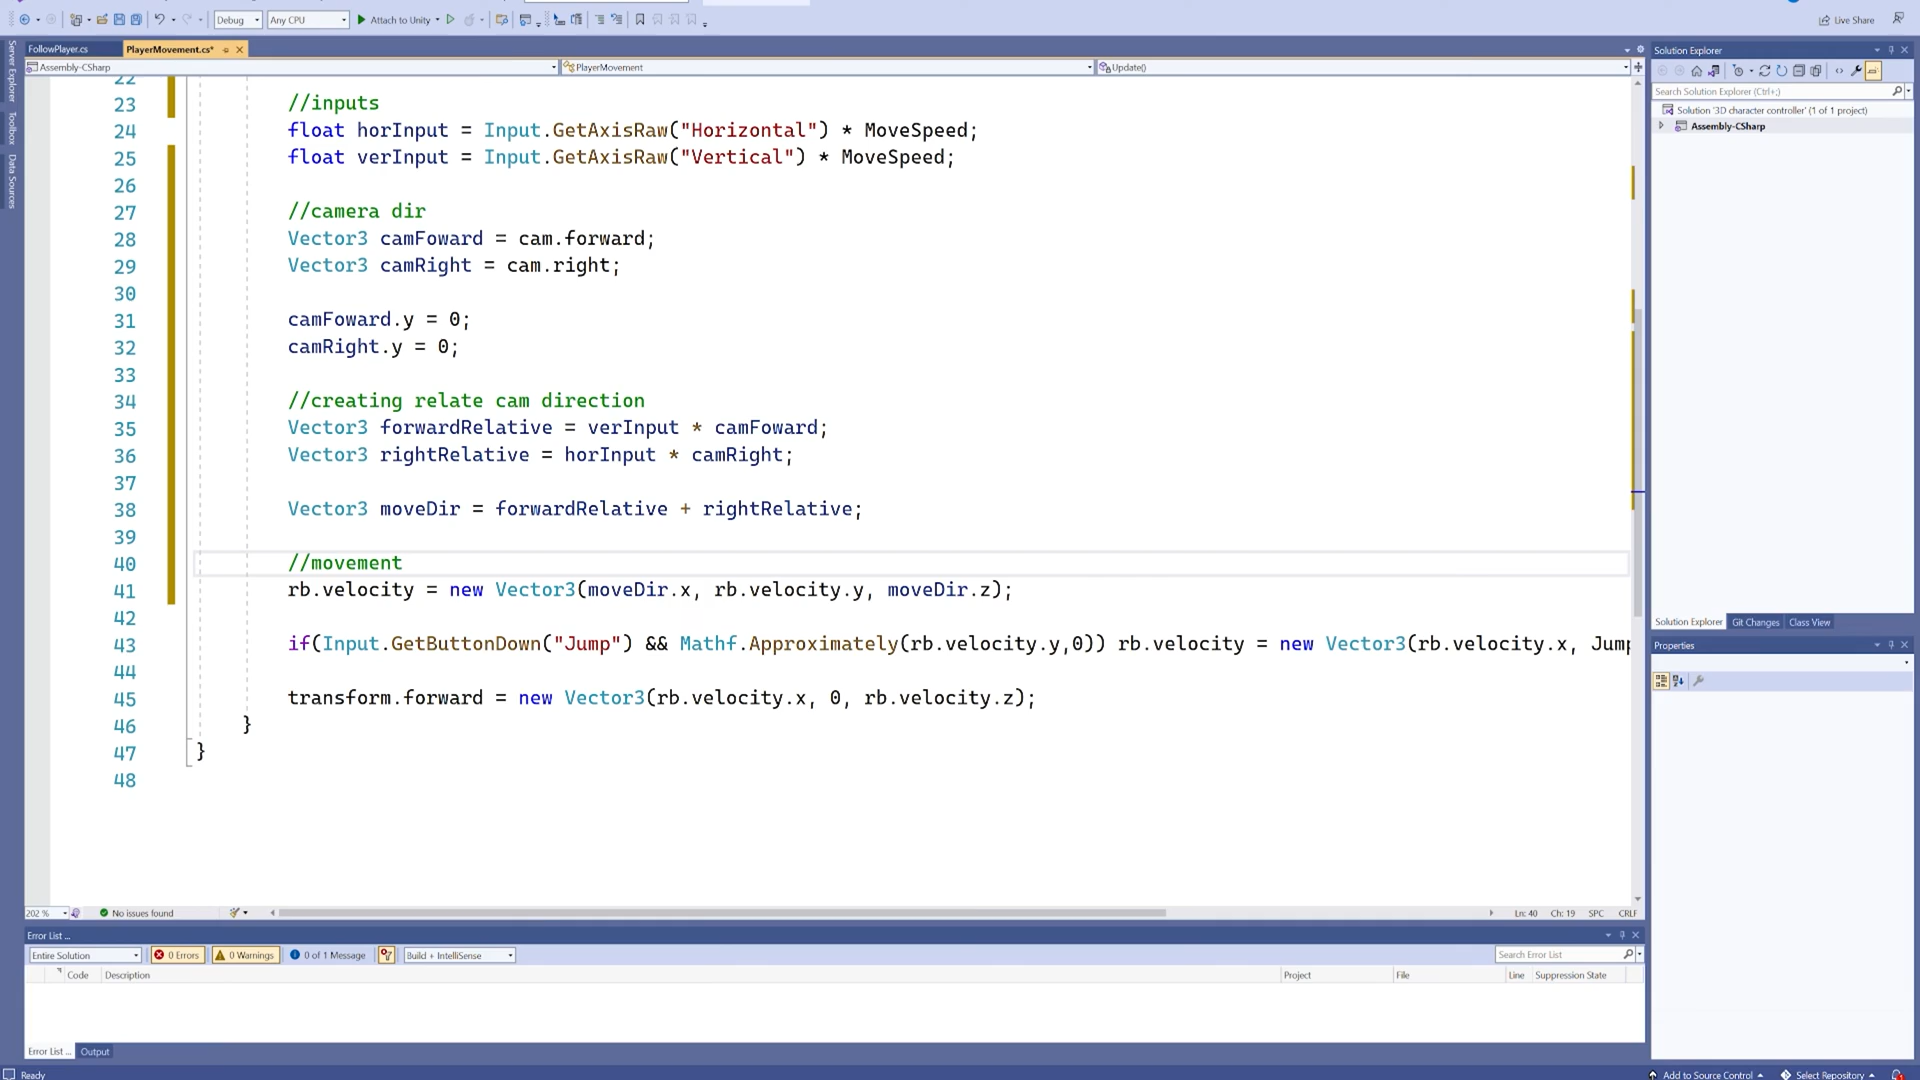 Debug
Any CPU
Attach to Unity
Live Share
FollowPlayer.cs
PlayerMovement.cs*
Assembly-CSharp
PlayerMovement
Update()
Server Explorer
Toolbox
Data Sources
22
23 //inputs
24 float horInput = Input.GetAxisRaw("Horizontal") * MoveSpeed;
25 float verInput = Input.GetAxisRaw("Vertical") * MoveSpeed;
26
27 //camera dir
28 Vector3 camFoward = cam.forward;
29 Vector3 camRight = cam.right;
30
31 camFoward.y = 0;
32 camRight.y = 0;
33
34 //creating relate cam direction
35 Vector3 forwardRelative = verInput * camFoward;
36 Vector3 rightRelative = horInput * camRight;
37
38 Vector3 moveDir = forwardRelative + rightRelative;
39
40 //movement
41 rb.velocity = new Vector3(moveDir.x, rb.velocity.y, moveDir.z);
42
43 if(Input.GetButtonDown("Jump") && Mathf.Approximately(rb.velocity.y,0)) rb.velocity = new Vector3(rb.velocity.x, Jump
44
45 transform.forward = new Vector3(rb.velocity.x, 0, rb.velocity.z);
46 }
47 }
48
202 %
No issues found
Ln: 40 Ch: 19 SPC CRLF
Error List ...
Entire Solution
0 Errors
0 Warnings
0 of 1 Message
Build + IntelliSense
Search Error List
Code Description Project File Line Suppression State
Error List ... Output
Ready
Solution Explorer
Search Solution Explorer (Ctrl+;)
Solution '3D character controller' (1 of 1 project)
Assembly-CSharp
Solution Explorer Git Changes Class View
Properties
Add to Source Control
Select Repository